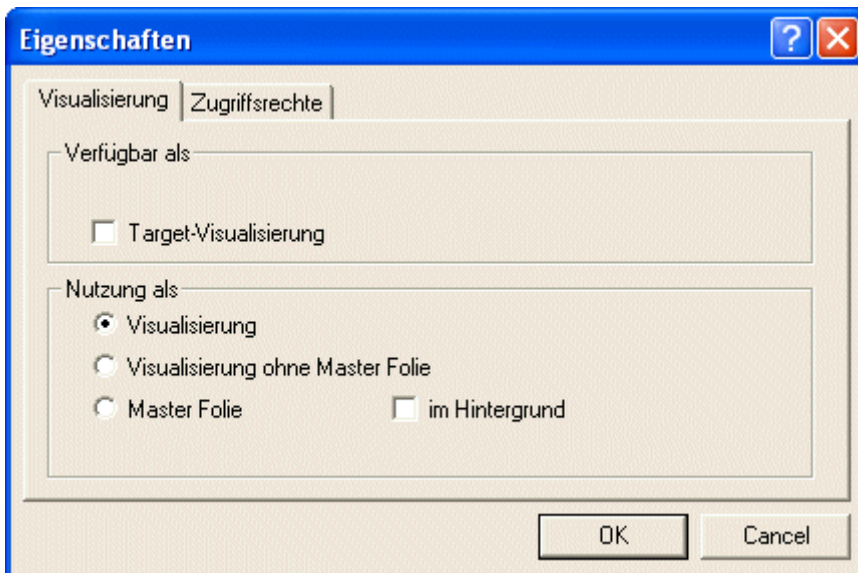 Eigenschaften
Visualisierung Zugriffsrechte
Verfügbar als
Target-Visualisierung
Nutzung als
Visualisierung
Visualisierung ohne Master Folie
Master Folie im Hintergrund
OK Cancel